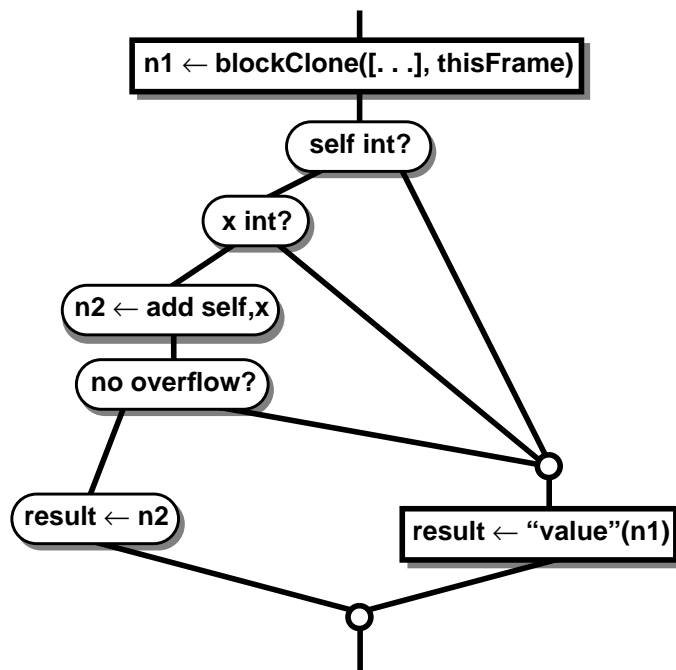 n1 ← blockClone([. . .], thisFrame)
self int?
x int?
n2 ← add self,x
no overflow?
result ← n2
result ← “value”(n1)